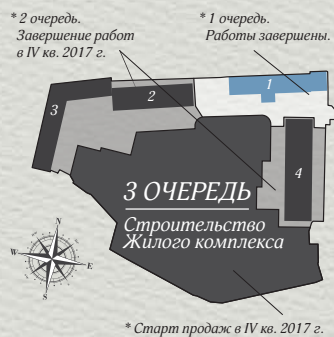 * 2 очередь.
Завершение работ
в IV кв. 2017 г.
* 1 очередь.
Работы завершены.
1
2
3
4
3 ОЧЕРЕДЬ
Строительство
Жилого комплекса
N
W
E
S
* Старт продаж в IV кв. 2017 г.